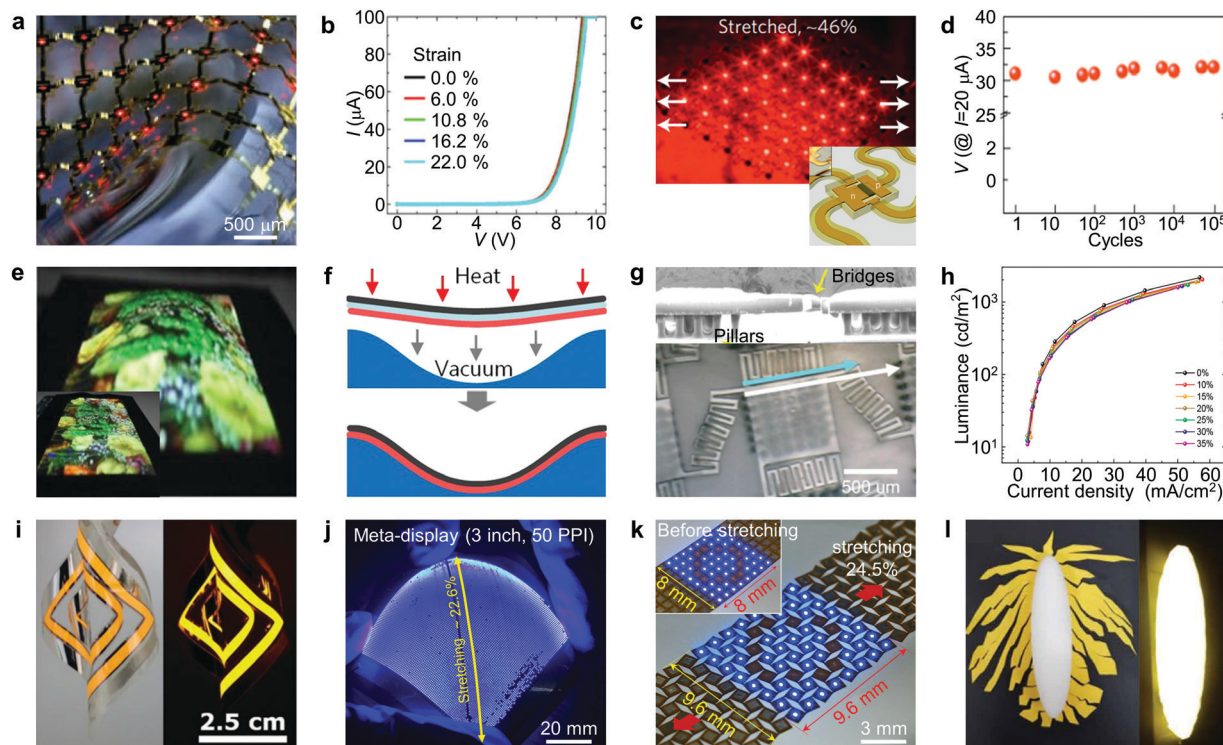 a
500 μm
b
I (μA)
100
80
60
40
20
0
Strain
0.0 %
6.0 %
10.8 %
16.2 %
22.0 %
0 2 4 6 8 10
V (V)
c
Stretched, ~46%
n
p
d
V (@ I=20 μA)
35
30
25
2
0
1 10 10² 10³ 10⁴ 10⁵
Cycles
e
f
Heat
Vacuum
g
Bridges
Pillars
500 um
h
Luminance (cd/m²)
10³
10²
10¹
0%
10%
15%
20%
25%
30%
35%
0 10 20 30 40 50 60
Current density (mA/cm²)
i
2.5 cm
j
Meta-display (3 inch, 50 PPI)
Stretching ~ 22.6%
20 mm
k
Before stretching
8 mm
8 mm
stretching
24.5%
9.6 mm
9.6 mm
3 mm
l